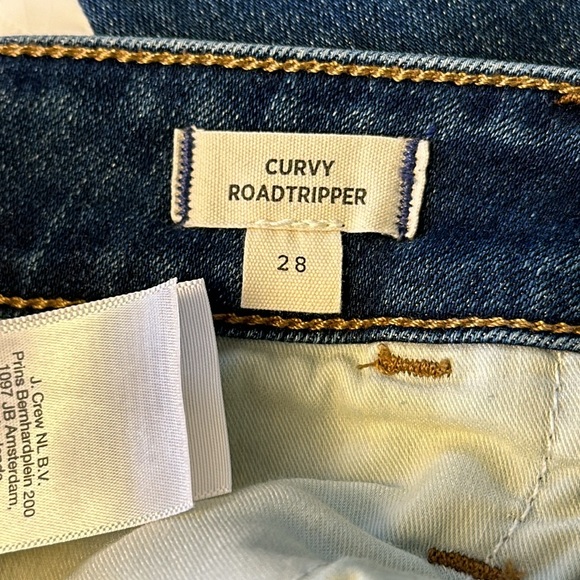 CURVY
ROADTRIPPER
28
J. Crew NL B.V.
Prins Bernhardplein 200
1097 JB Amsterdam,